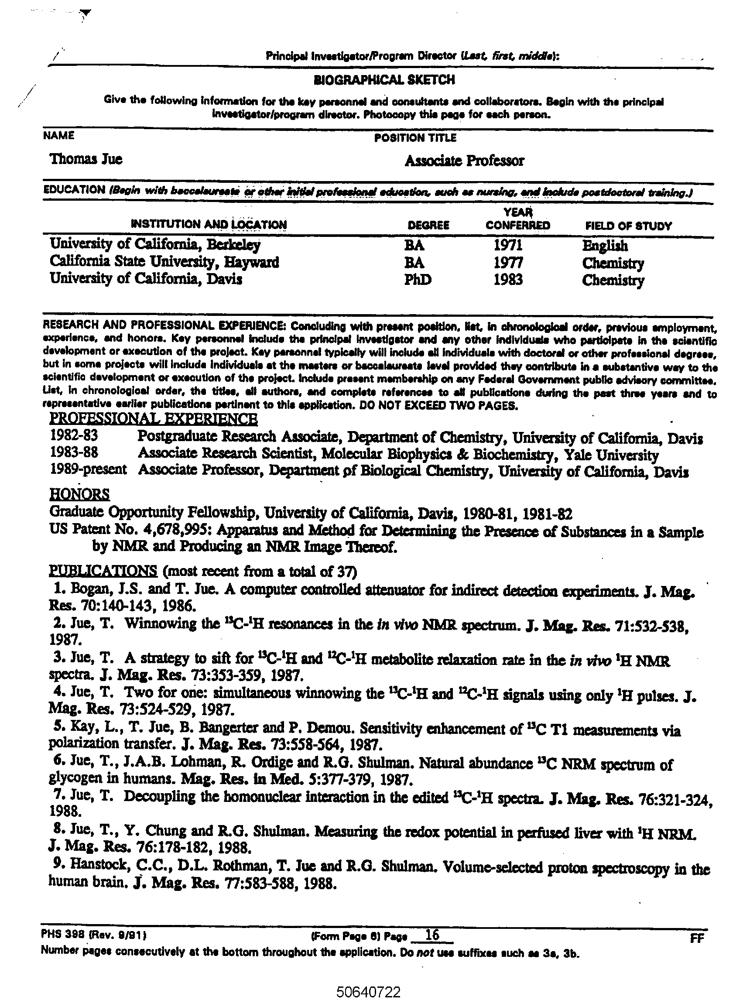 Principal Investigator/Program Director (Last, first, middle):
BIOGRAPHICAL SKETCH
Give the following information for the key personnel and consultants and collaborators. Begin with the principal
investigator/program director. Photocopy this page for each person.
NAME POSITION TITLE
Thomas Jue Associate Professor
EDUCATION (Begin with baccalaureate or other initial professional education, such as nursing, and include postdoctoral training.)
INSTITUTION AND LOCATION DEGREE YEAR CONFERRED FIELD OF STUDY
University of California, Berkeley BA 1971 English
California State University, Hayward BA 1977 Chemistry
University of California, Davis PhD 1983 Chemistry
RESEARCH AND PROFESSIONAL EXPERIENCE: Concluding with present position, list, in chronological order, previous employment,
experience, and honors. Key personnel include the principal investigator and any other individuals who participate in the scientific
development or execution of the project. Key personnel typically will include all individuals with doctoral or other professional degrees,
but in some projects will include individuals at the masters or baccalaureate level provided they contribute in a substantive way to the
scientific development or execution of the project. Include present membership on any Federal Government public advisory committee.
List, in chronological order, the titles, all authors, and complete references to all publications during the past three years and to
representative earlier publications pertinent to this application. DO NOT EXCEED TWO PAGES.
PROFESSIONAL EXPERIENCE
1982-83 Postgraduate Research Associate, Department of Chemistry, University of California, Davis
1983-88 Associate Research Scientist, Molecular Biophysics & Biochemistry, Yale University
1989-present Associate Professor, Department of Biological Chemistry, University of California, Davis
HONORS
Graduate Opportunity Fellowship, University of California, Davis, 1980-81, 1981-82
US Patent No. 4,678,995: Apparatus and Method for Determining the Presence of Substances in a Sample
by NMR and Producing an NMR Image Thereof.
PUBLICATIONS (most recent from a total of 37)
1. Bogan, J.S. and T. Jue. A computer controlled attenuator for indirect detection experiments. J. Mag.
Res. 70:140-143, 1986.
2. Jue, T. Winnowing the ¹³C-¹H resonances in the in vivo NMR spectrum. J. Mag. Res. 71:532-538,
1987.
3. Jue, T. A strategy to sift for ¹³C-¹H and ¹²C-¹H metabolite relaxation rate in the in vivo ¹H NMR
spectra. J. Mag. Res. 73:353-359, 1987.
4. Jue, T. Two for one: simultaneous winnowing the ¹³C-¹H and ¹²C-¹H signals using only ¹H pulses. J.
Mag. Res. 73:524-529, 1987.
5. Kay, L., T. Jue, B. Bangerter and P. Demou. Sensitivity enhancement of ¹³C T1 measurements via
polarization transfer. J. Mag. Res. 73:558-564, 1987.
6. Jue, T., J.A.B. Lohman, R. Ordige and R.G. Shulman. Natural abundance ¹³C NRM spectrum of
glycogen in humans. Mag. Res. in Med. 5:377-379, 1987.
7. Jue, T. Decoupling the homonuclear interaction in the edited ¹³C-¹H spectra. J. Mag. Res. 76:321-324,
1988.
8. Jue, T., Y. Chung and R.G. Shulman. Measuring the redox potential in perfused liver with ¹H NRM.
J. Mag. Res. 76:178-182, 1988.
9. Hanstock, C.C., D.L. Rothman, T. Jue and R.G. Shulman. Volume-selected proton spectroscopy in the
human brain. J. Mag. Res. 77:583-588, 1988.
PHS 398 (Rev. 9/91) (Form Page 6) Page 16 FF
Number pages consecutively at the bottom throughout the application. Do not use suffixes such as 3a, 3b.
50640722